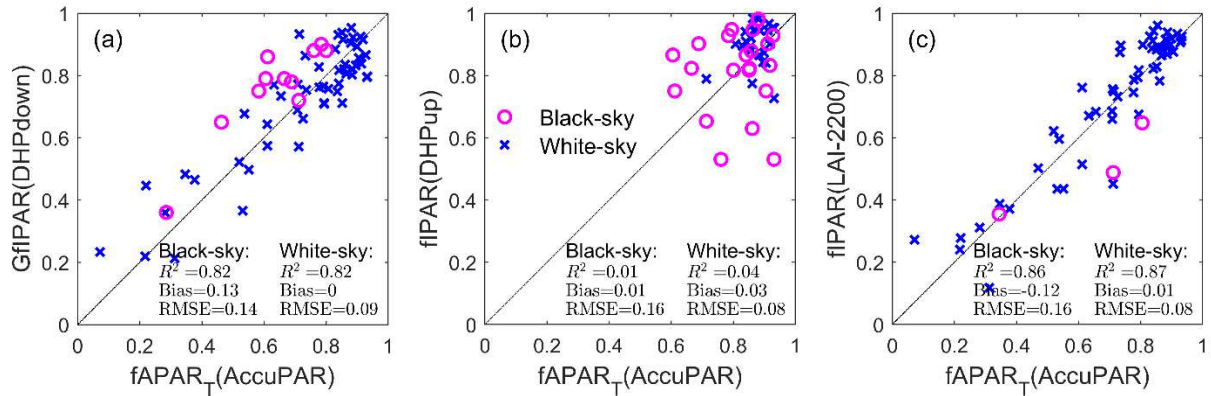 (a)
GfIPAR(DHPdown)
1
0.8
0.6
0.4
0.2
0
Black-sky:
R² =0.82
Bias=0.13
RMSE=0.14
White-sky:
R² =0.82
Bias=0
RMSE=0.09
0 0.2 0.4 0.6 0.8 1
fAPAR_T(AccuPAR)
(b)
fIPAR(DHPup)
1
0.8
0.6
0.4
0.2
0
Black-sky
White-sky
Black-sky:
R² =0.01
Bias=0.01
RMSE=0.16
White-sky:
R² =0.04
Bias=0.03
RMSE=0.08
0 0.2 0.4 0.6 0.8 1
fAPAR_T(AccuPAR)
(c)
fIPAR(LAI-2200)
1
0.8
0.6
0.4
0.2
0
Black-sky:
R² =0.86
Bias=-0.12
RMSE=0.16
White-sky:
R² =0.87
Bias=0.01
RMSE=0.08
0 0.2 0.4 0.6 0.8 1
fAPAR_T(AccuPAR)